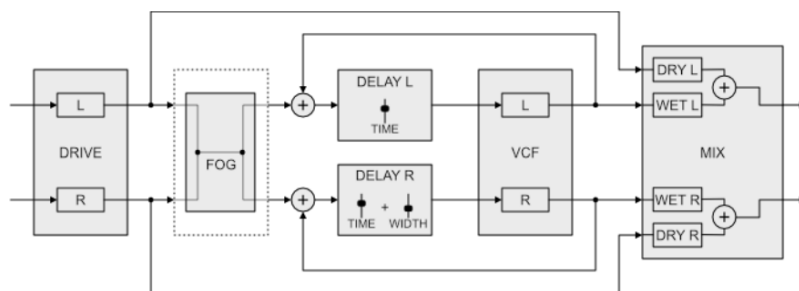 DRY L
DELAY L
L
L
WET L
TIME
DRIVE
FOG
VCF
MIX
DELAY R
R
TIME + WIDTH
R
WET R
DRY R